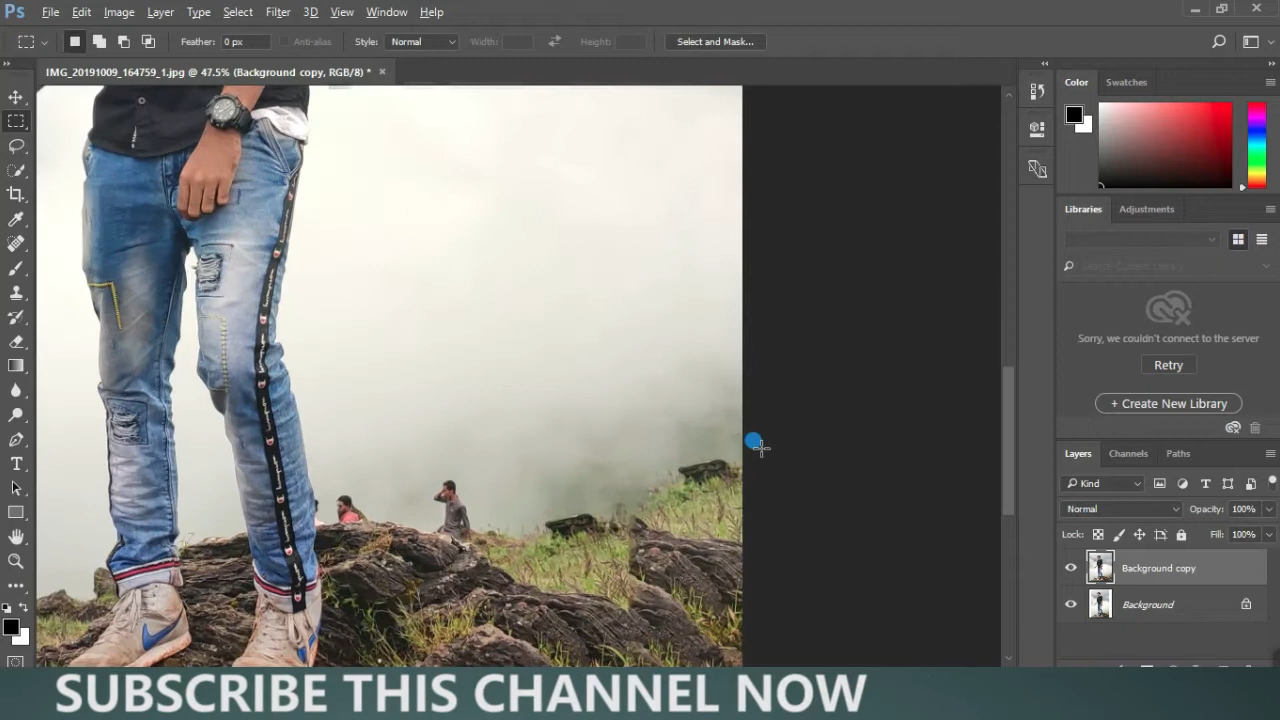 Ps File Edit Image Layer Type Select Filter 3D View Window Help
Feather: 0 px Anti-alias Style: Normal Width: Height: Select and Mask...
IMG_20191009_164759_1.jpg @ 47.5% (Background copy, RGB/8) * ×
Color Swatches
Libraries Adjustments
Search Current Library
Sorry, we couldn't connect to the server
Retry
+ Create New Library
Layers Channels Paths
Kind
Normal Opacity: 100%
Lock: Fill: 100%
Background copy
Background
SUBSCRIBE THIS CHANNEL NOW